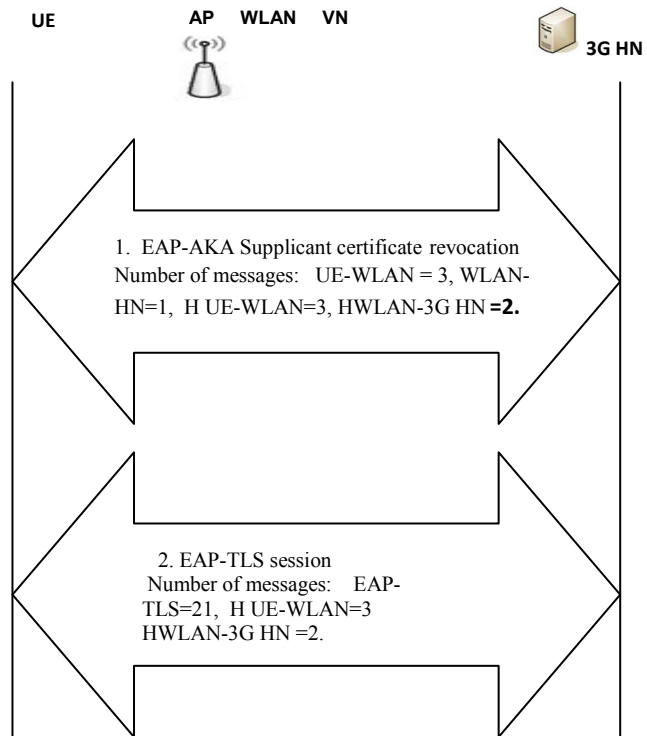 UE AP WLAN VN
3G HN
1. EAP-AKA Supplicant certificate revocation
Number of messages: UE-WLAN = 3, WLAN-
HN=1, H UE-WLAN=3, HWLAN-3G HN =2.
2. EAP-TLS session
Number of messages: EAP-
TLS=21, H UE-WLAN=3
HWLAN-3G HN =2.